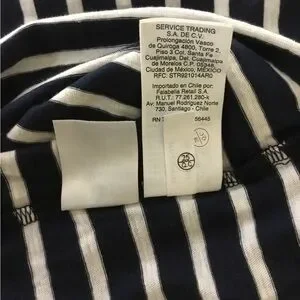 SERVICE TRADING
S.A. DE C.V.
Prolongación Vasco
de Quiroga 4800, Torre 2,
Piso 3 Col. Santa Fe
Cuajimalpa, Del. Cuajimalpa
de Morelos C.P. 05348
Ciudad de México, MÉXICO
RFC: STR921014AR0
Importado en Chile por:
Falabella Retail S.A.
R.U.T.: 77.261.280-k
Av. Manuel Rodríguez Norte
730, Santiago - Chile
RN 56445